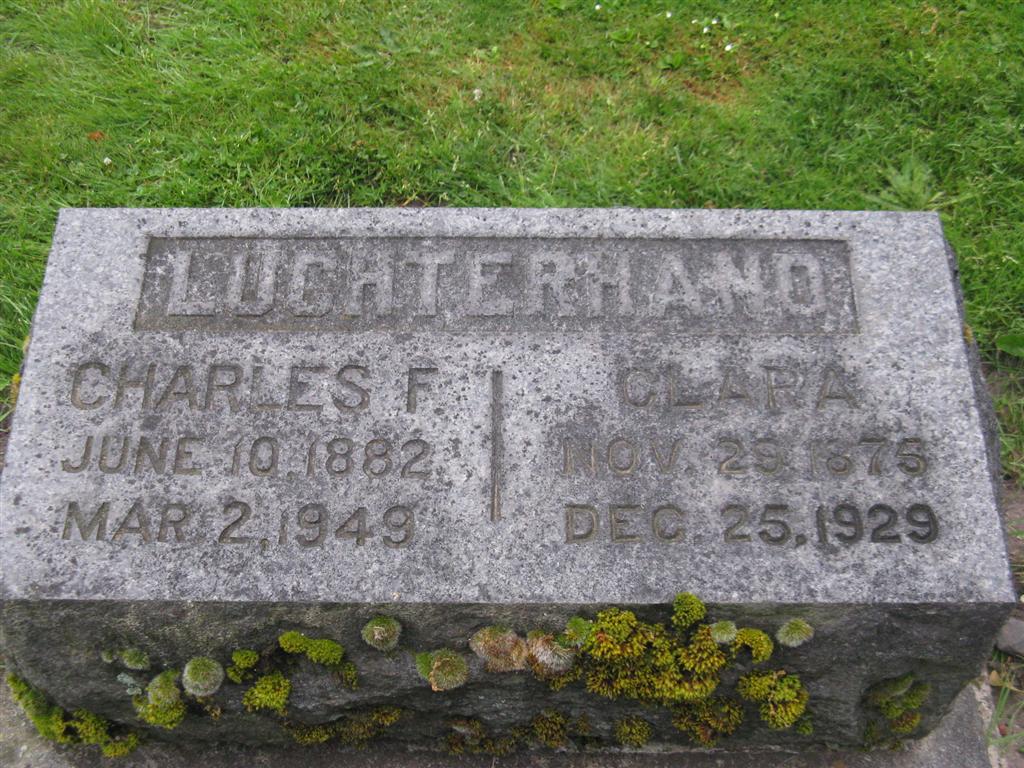 LUCHTERHAND
CHARLES F
JUNE 10, 1882
MAR. 2, 1949
CLARA
NOV. 29, 1875
DEC. 25, 1929